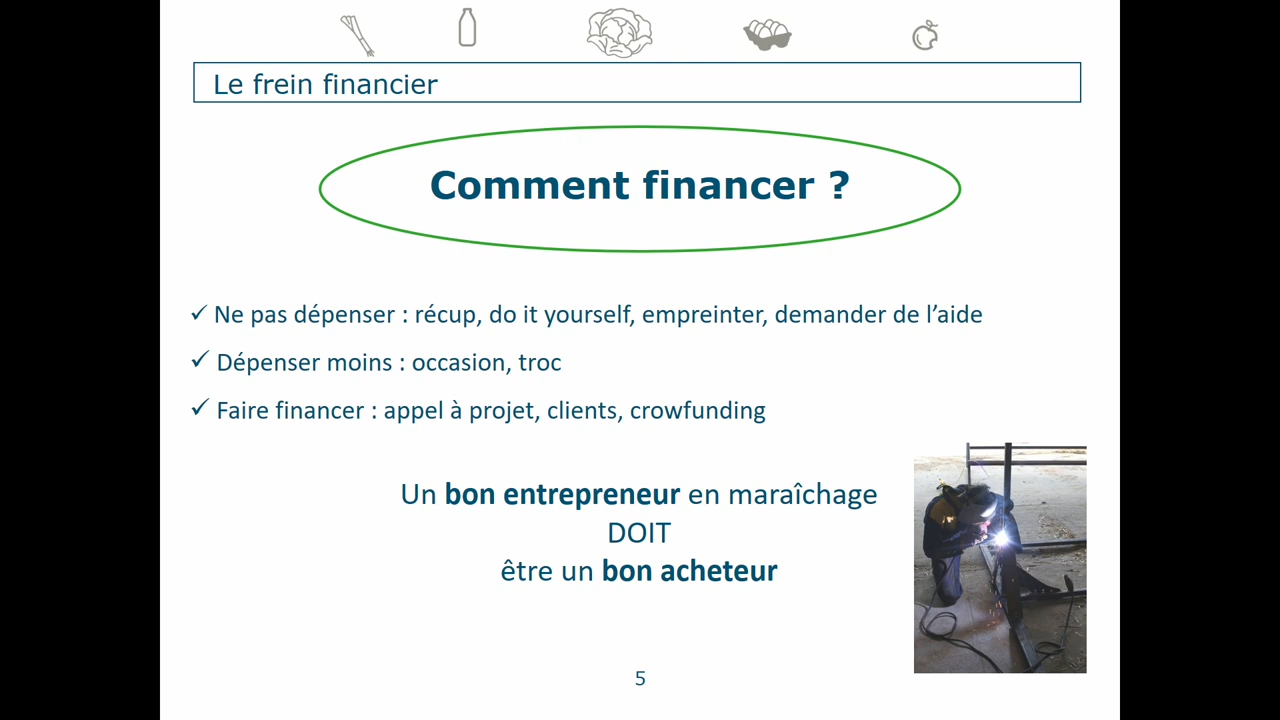 Le frein financier
Comment financer ?
✓ Ne pas dépenser : récup, do it yourself, empreinter, demander de l’aide
✓ Dépenser moins : occasion, troc
✓ Faire financer : appel à projet, clients, crowfunding
Un bon entrepreneur en maraîchage
DOIT
être un bon acheteur
5